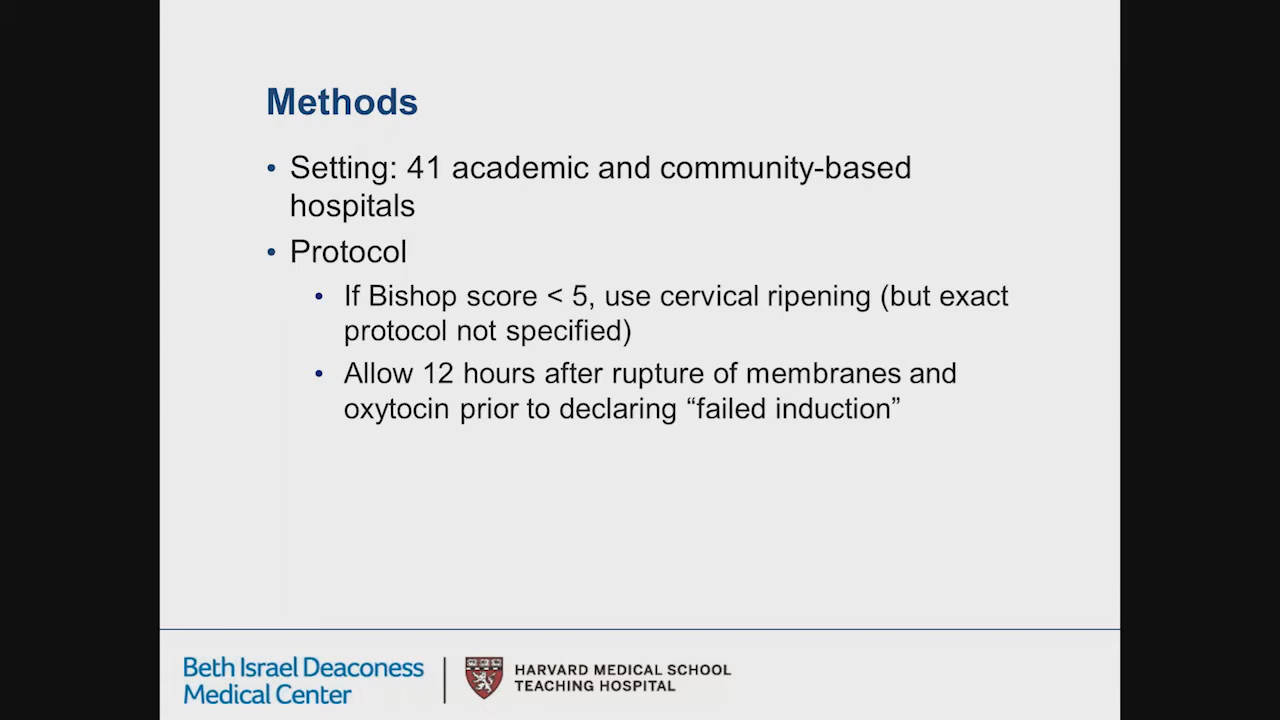 Methods
• Setting: 41 academic and community-based
hospitals
• Protocol
• If Bishop score < 5, use cervical ripening (but exact
protocol not specified)
• Allow 12 hours after rupture of membranes and
oxytocin prior to declaring “failed induction”
Beth Israel Deaconess
Medical Center
HARVARD MEDICAL SCHOOL
TEACHING HOSPITAL